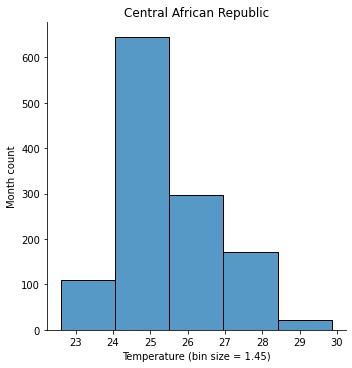 Central African Republic
600
500
400
300
200
100
0
Month count
23 24 25 26 27 28 29 30
Temperature (bin size = 1.45)